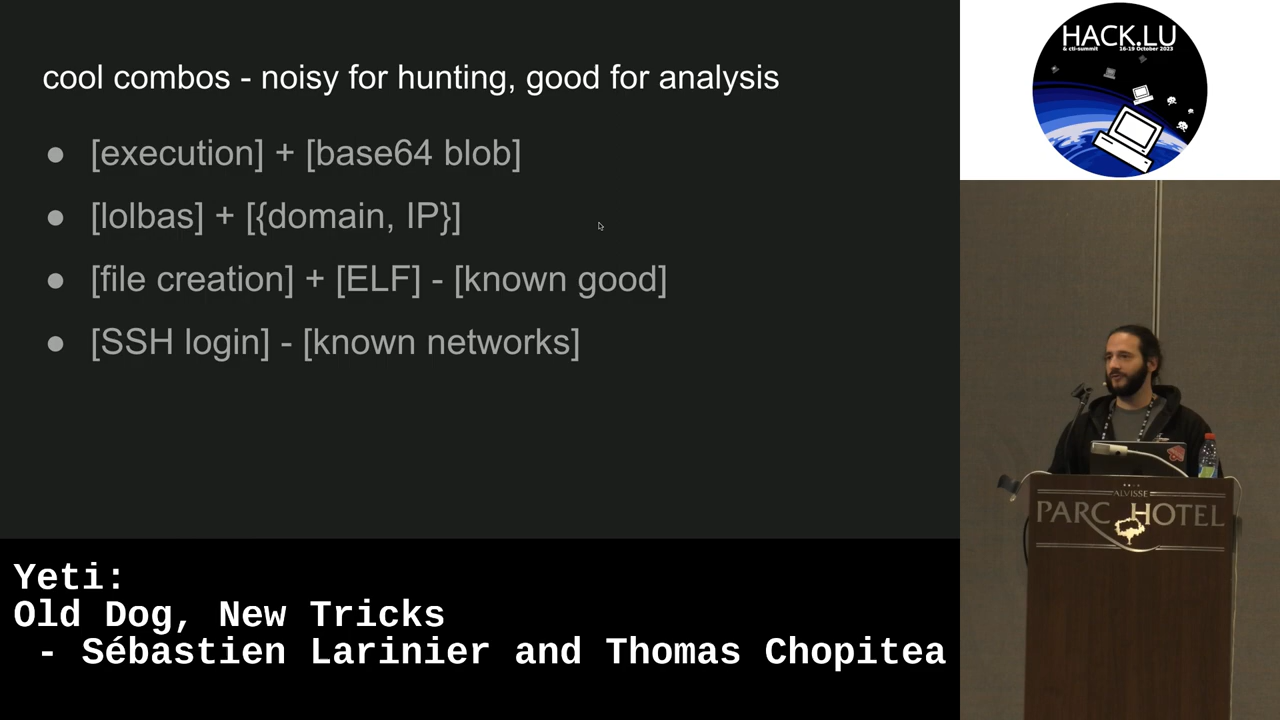 cool combos - noisy for hunting, good for analysis
● [execution] + [base64 blob]
● [lolbas] + [{domain, IP}]
● [file creation] + [ELF] - [known good]
● [SSH login] - [known networks]
HACK.LU
& cti-summit 16-19 October 2023
ALVISSE
PARC HOTEL
Yeti:
Old Dog, New Tricks
- Sébastien Larinier and Thomas Chopitea